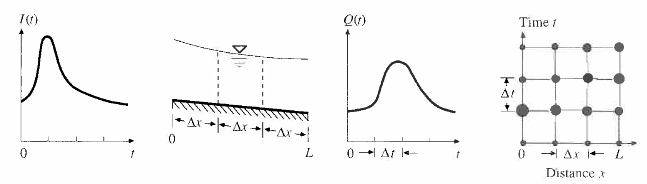 I(t)
0
t
Δx
Δx
Δx
0
L
Q(t)
0
Δt
t
Time t
Δt
0
Δx
L
Distance x